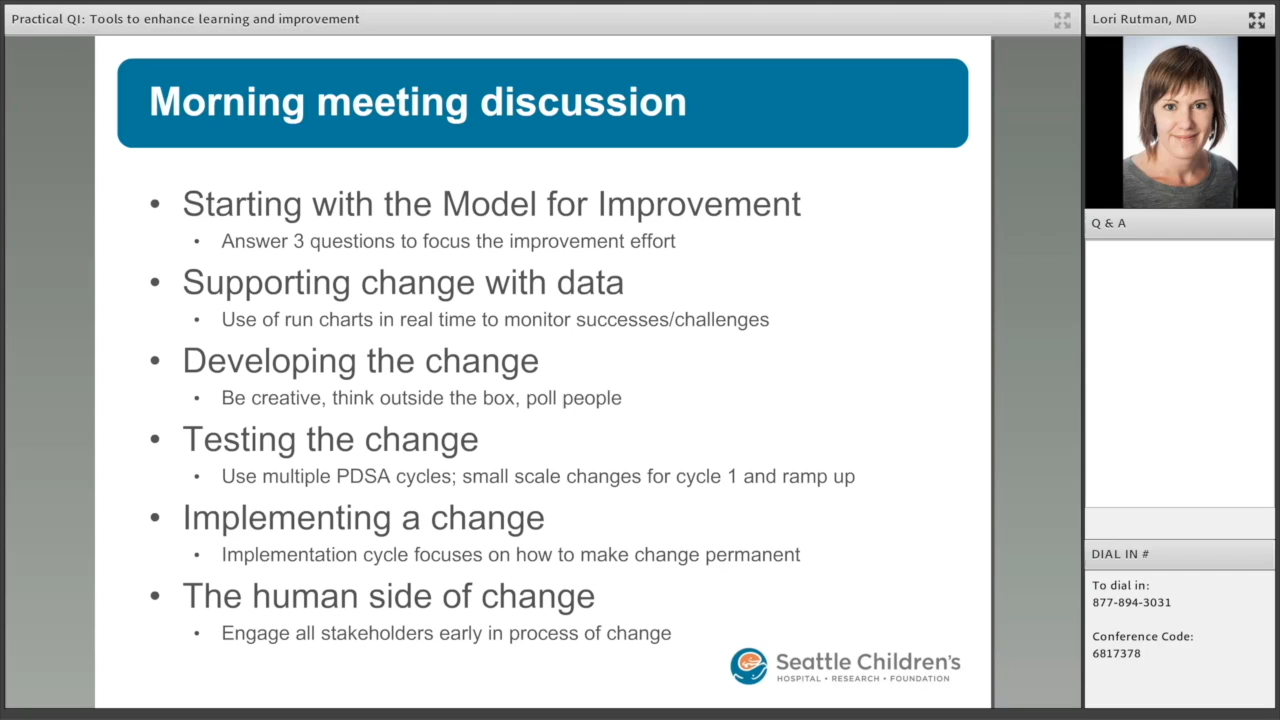 Practical QI: Tools to enhance learning and improvement
Morning meeting discussion
• Starting with the Model for Improvement
• Answer 3 questions to focus the improvement effort
• Supporting change with data
• Use of run charts in real time to monitor successes/challenges
• Developing the change
• Be creative, think outside the box, poll people
• Testing the change
• Use multiple PDSA cycles; small scale changes for cycle 1 and ramp up
• Implementing a change
• Implementation cycle focuses on how to make change permanent
• The human side of change
• Engage all stakeholders early in process of change
Seattle Children's
HOSPITAL • RESEARCH • FOUNDATION
Lori Rutman, MD
Q & A
DIAL IN #
To dial in:
877-894-3031
Conference Code:
6817378